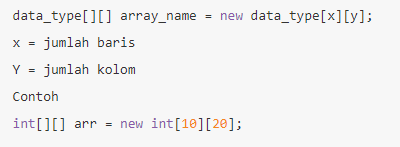 data_type[][] array_name = new data_type[x][y];
x = jumlah baris
Y = jumlah kolom
Contoh
int[][] arr = new int[10][20];